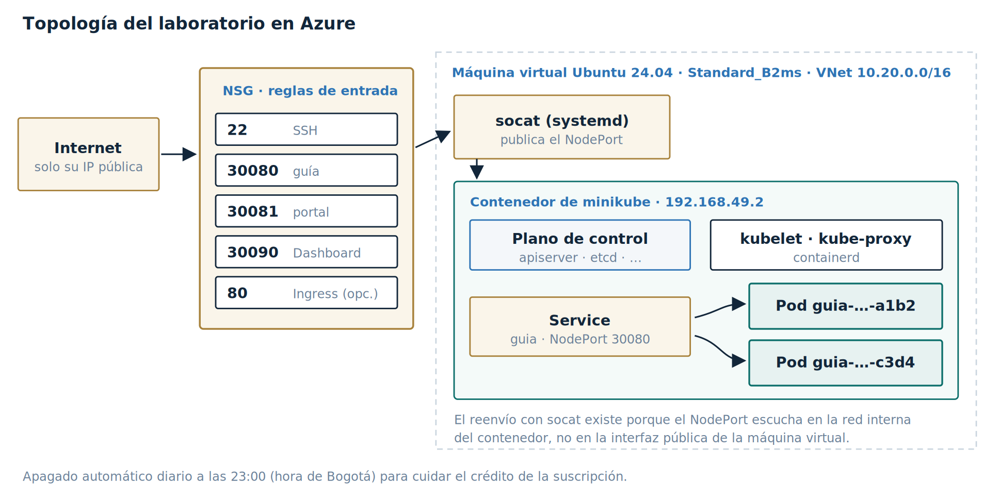 Topología del laboratorio en Azure
Internet
solo su IP pública
NSG · reglas de entrada
22 SSH
30080 guía
30081 portal
30090 Dashboard
80 Ingress (opc.)
Máquina virtual Ubuntu 24.04 · Standard_B2ms · VNet 10.20.0.0/16
socat (systemd)
publica el NodePort
Contenedor de minikube · 192.168.49.2
Plano de control
apiserver · etcd · …
kubelet · kube-proxy
containerd
Service
guia · NodePort 30080
Pod guia-…-a1b2
Pod guia-…-c3d4
El reenvío con socat existe porque el NodePort escucha en la red interna
del contenedor, no en la interfaz pública de la máquina virtual.
Apagado automático diario a las 23:00 (hora de Bogotá) para cuidar el crédito de la suscripción.